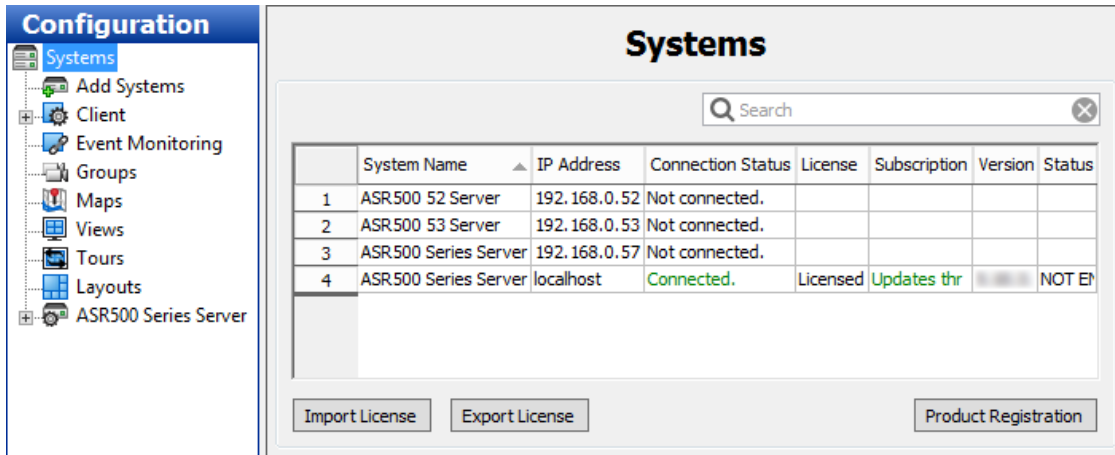 Configuration
Systems
Add Systems
Client
Event Monitoring
Groups
Maps
Views
Tours
Layouts
ASR500 Series Server
Systems
Search
System Name IP Address Connection Status License Subscription Version Status
1 ASR500 52 Server 192.168.0.52 Not connected.
2 ASR500 53 Server 192.168.0.53 Not connected.
3 ASR500 Series Server 192.168.0.57 Not connected.
4 ASR500 Series Server localhost Connected. Licensed Updates thr NOT
Import License Export License Product Registration